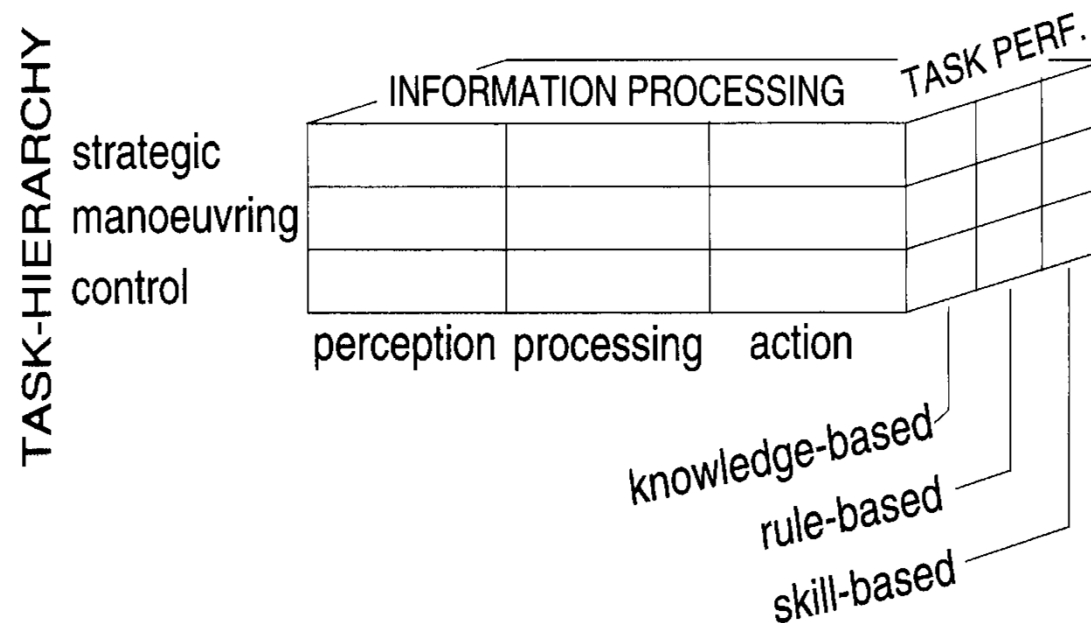 TASK-HIERARCHY
INFORMATION PROCESSING
TASK PERF.
strategic
manoeuvring
control
perception processing action
knowledge-based
rule-based
skill-based